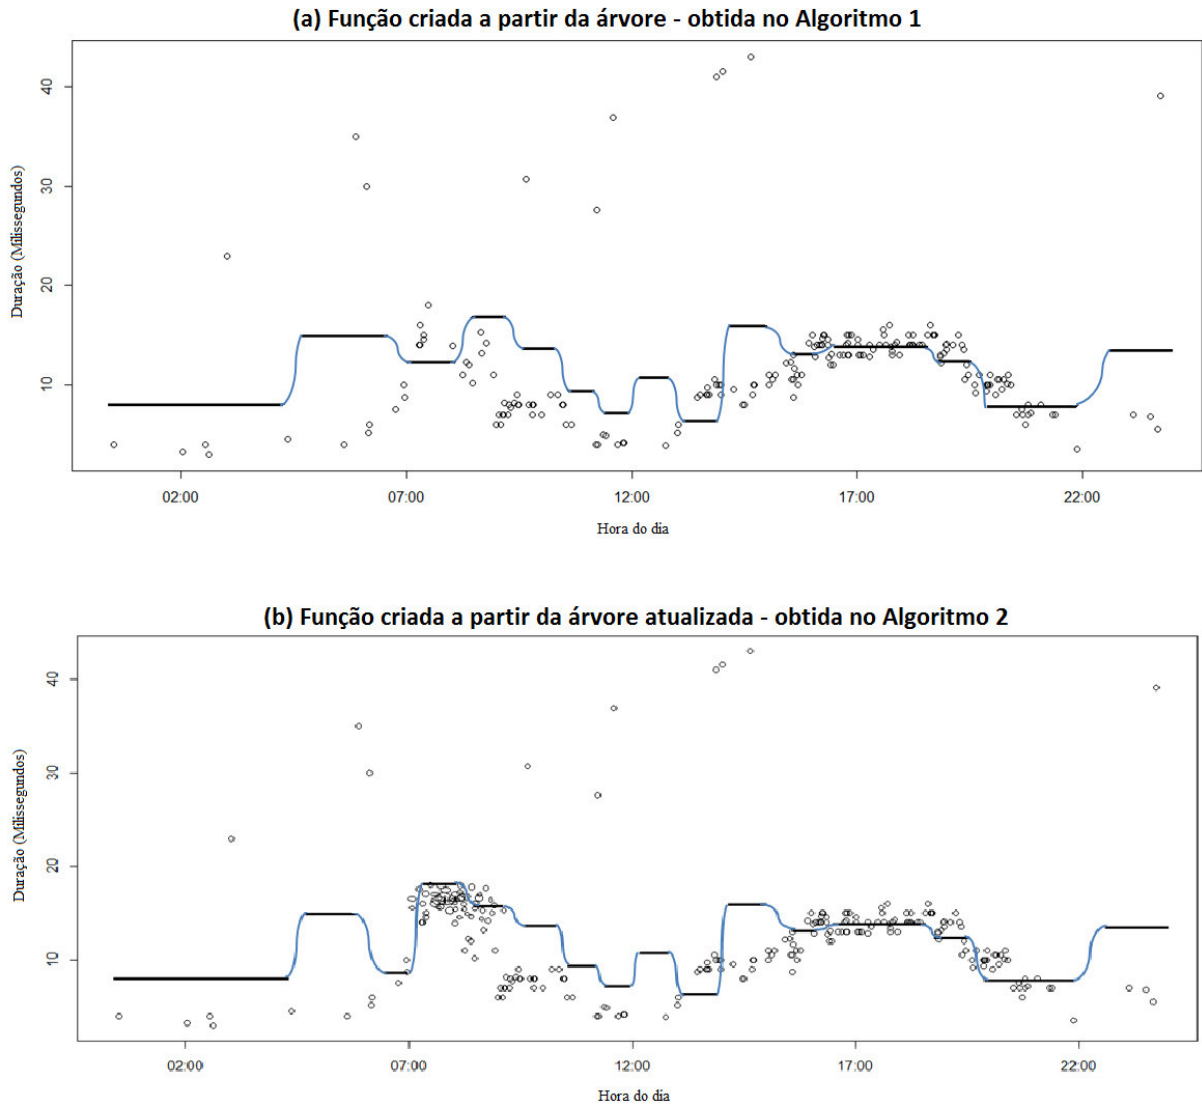 (a) Função criada a partir da árvore - obtida no Algoritmo 1
Duração (Milissegundos)
40
30
20
10
02:00 07:00 12:00 17:00 22:00
Hora do dia
(b) Função criada a partir da árvore atualizada - obtida no Algoritmo 2
Duração (Milissegundos)
40
30
20
10
02:00 07:00 12:00 17:00 22:00
Hora do dia